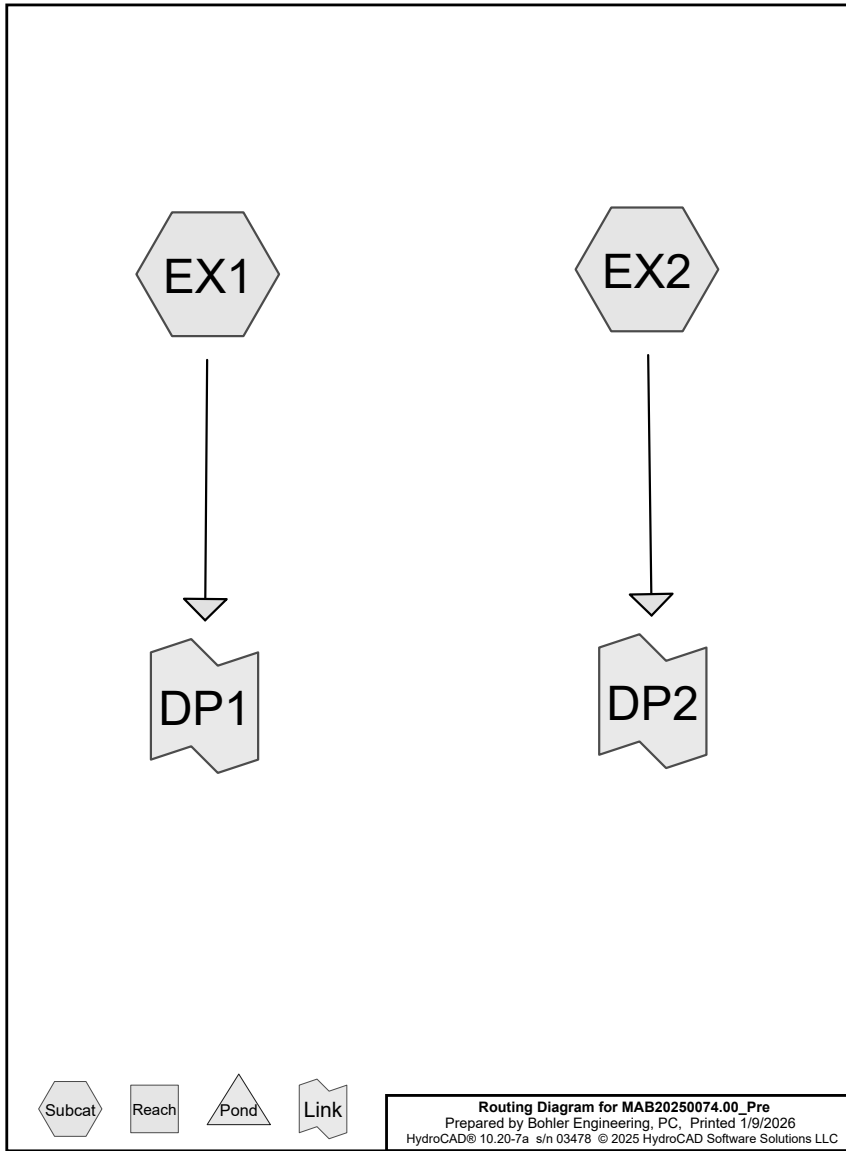 EX1
EX2
DP1
DP2
Subcat
Reach
Pond
Link
Routing Diagram for MAB20250074.00_Pre
Prepared by Bohler Engineering, PC, Printed 1/9/2026
HydroCAD® 10.20-7a s/n 03478 © 2025 HydroCAD Software Solutions LLC